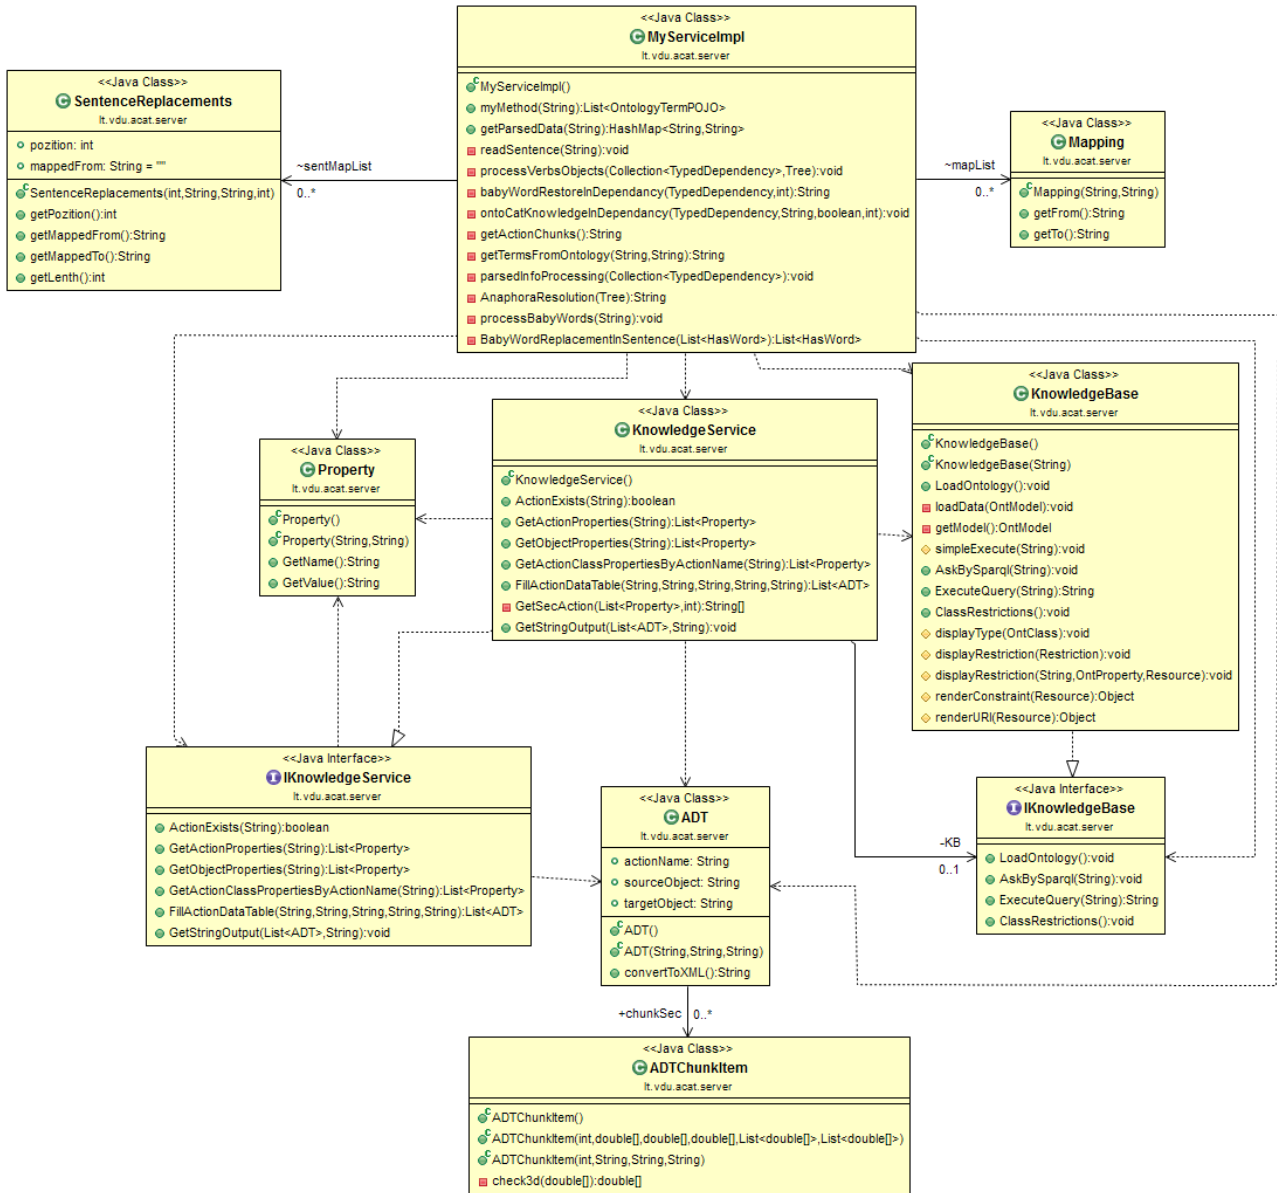 <<Java Class>>
MyServiceImpl
lt.vdu.acat.server
MyServiceImpl()
myMethod(String):List<OntologyTermPOJO>
getParsedData(String):HashMap<String,String>
readSentence(String):void
processVerbsObjects(Collection<TypedDependency>,Tree):void
babyWordRestoreInDependancy(TypedDependency,int):String
ontoCatKnowledgeInDependancy(TypedDependency,String,boolean,int):void
getActionChunks():String
getTermsFromOntology(String,String):String
parsedInfoProcessing(Collection<TypedDependency>):void
AnaphoraResolution(Tree):String
processBabyWords(String):void
BabyWordReplacementInSentence(List<HasWord>):List<HasWord>
<<Java Class>>
SentenceReplacements
lt.vdu.acat.server
pozition: int
mappedFrom: String = ""
SentenceReplacements(int,String,String,int)
getPozition():int
getMappedFrom():String
getMappedTo():String
getLenth():int
~sentMapList
0..*
~mapList
0..*
<<Java Class>>
Mapping
lt.vdu.acat.server
Mapping(String,String)
getFrom():String
getTo():String
<<Java Class>>
KnowledgeBase
lt.vdu.acat.server
KnowledgeBase()
KnowledgeBase(String)
LoadOntology():void
loadData(OntModel):void
getModel():OntModel
simpleExecute(String):void
AskBySparql(String):void
ExecuteQuery(String):String
ClassRestrictions():void
displayType(OntClass):void
displayRestriction(Restriction):void
displayRestriction(String,OntProperty,Resource):void
renderConstraint(Resource):Object
renderURI(Resource):Object
<<Java Class>>
KnowledgeService
lt.vdu.acat.server
KnowledgeService()
ActionExists(String):boolean
GetActionProperties(String):List<Property>
GetObjectProperties(String):List<Property>
GetActionClassPropertiesByActionName(String):List<Property>
FillActionDataTable(String,String,String,String,String):List<ADT>
GetSecAction(List<Property>,int):String[]
GetStringOutput(List<ADT>,String):void
<<Java Class>>
Property
lt.vdu.acat.server
Property()
Property(String,String)
GetName():String
GetValue():String
<<Java Interface>>
IKnowledgeService
lt.vdu.acat.server
ActionExists(String):boolean
GetActionProperties(String):List<Property>
GetObjectProperties(String):List<Property>
GetActionClassPropertiesByActionName(String):List<Property>
FillActionDataTable(String,String,String,String,String):List<ADT>
GetStringOutput(List<ADT>,String):void
<<Java Class>>
ADT
lt.vdu.acat.server
actionName: String
sourceObject: String
targetObject: String
ADT()
ADT(String,String,String)
convertToXML():String
-KB
0..1
<<Java Interface>>
IKnowledgeBase
lt.vdu.acat.server
LoadOntology():void
AskBySparql(String):void
ExecuteQuery(String):String
ClassRestrictions():void
+chunkSec
0..*
<<Java Class>>
ADTChunkItem
lt.vdu.acat.server
ADTChunkItem()
ADTChunkItem(int,double[],double[],double[],List<double[]>,List<double[]>)
ADTChunkItem(int,String,String,String)
check3d(double[]):double[]